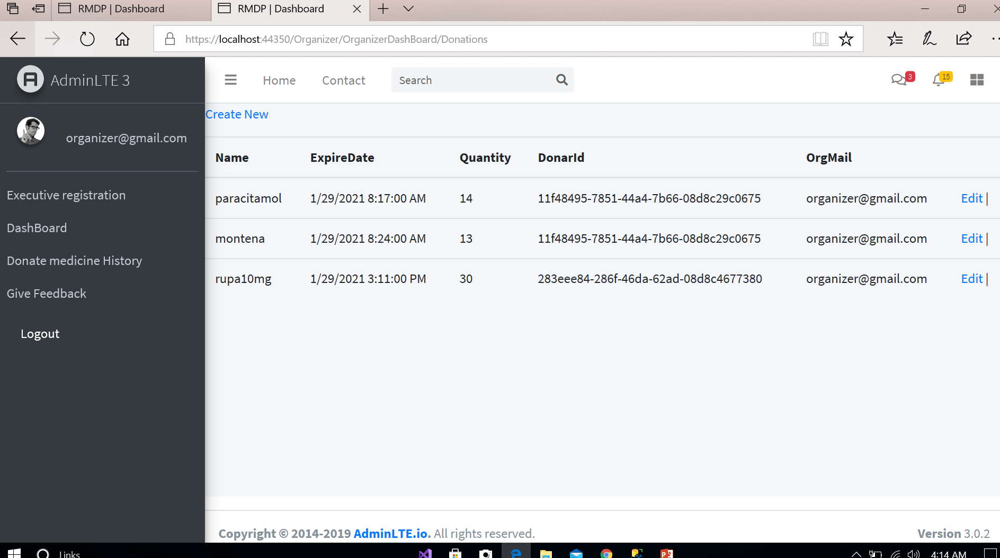 RMDP | Dashboard
RMDP | Dashboard
https://localhost:44350/Organizer/OrganizerDashBoard/Donations
AdminLTE 3
Home
Contact
Search
3
15
organizer@gmail.com
Executive registration
DashBoard
Donate medicine History
Give Feedback
Logout
Create New
Name ExpireDate Quantity DonarId OrgMail
paracitamol 1/29/2021 8:17:00 AM 14 11f48495-7851-44a4-7b66-08d8c29c0675 organizer@gmail.com Edit |
montena 1/29/2021 8:24:00 AM 13 11f48495-7851-44a4-7b66-08d8c29c0675 organizer@gmail.com Edit |
rupa10mg 1/29/2021 3:11:00 PM 30 283eee84-286f-46da-62ad-08d8c4677380 organizer@gmail.com Edit |
Copyright © 2014-2019 AdminLTE.io. All rights reserved.
Version 3.0.2
Links
4:14 AM